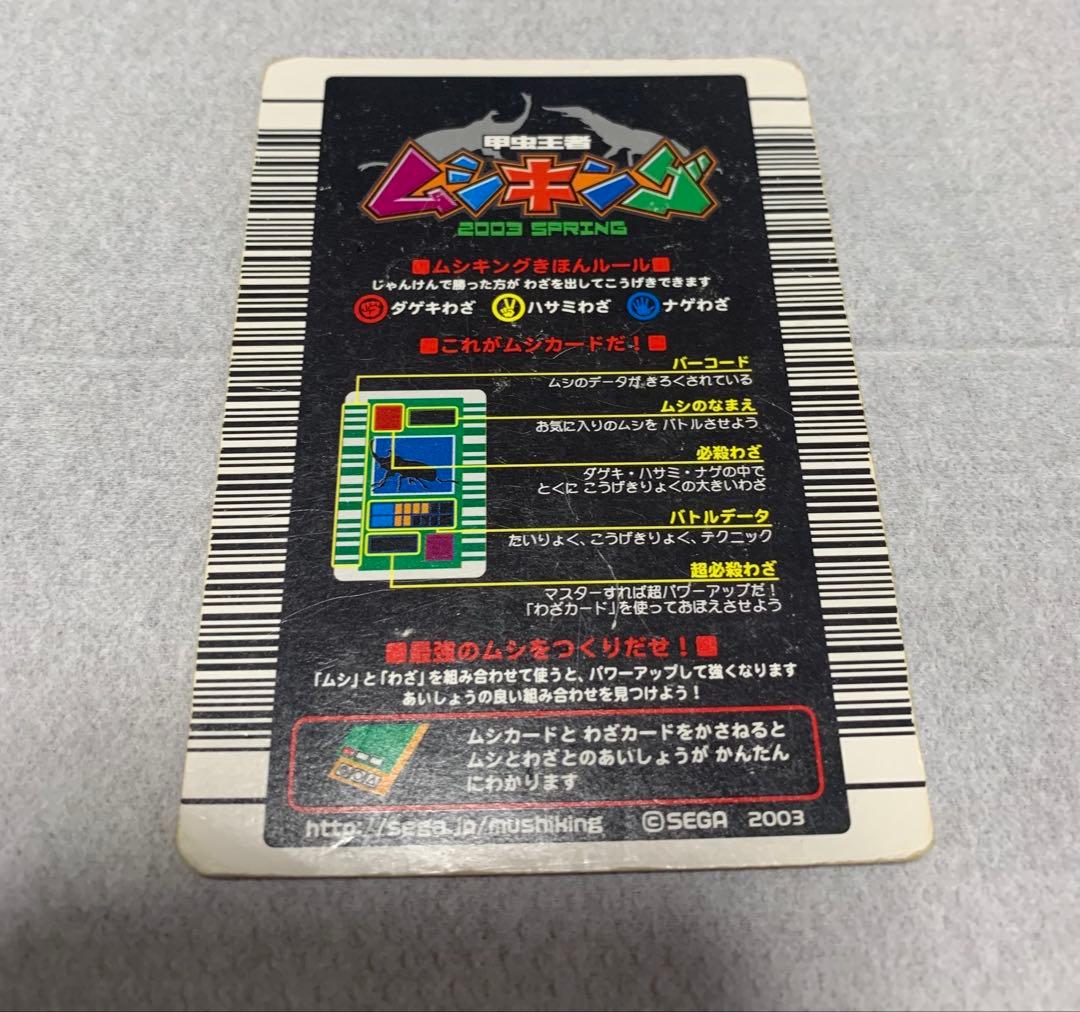 甲虫王者
ムシキング
2003 SPRING
ムシキングきほんルール
じゃんけんで勝った方が わざを出してこうげきできます
ダゲキわざ ハサミわざ ナゲわざ
これがムシカードだ!
バーコード
ムシのデータが きろくされている
ムシのなまえ
お気に入りのムシを バトルさせよう
必殺わざ
ダゲキ・ハサミ・ナゲの中で
とくに こうげきりょくの大きいわざ
バトルデータ
たいりょく、こうげきりょく、テクニック
超必殺わざ
マスターすれば超パワーアップだ!
「わざカード」を使っておぼえさせよう
最強のムシをつくりだせ!
「ムシ」と「わざ」を組み合わせて使うと、パワーアップして強くなります
あいしょうの良い組み合わせを見つけよう!
ムシカードと わざカードをかさねると
ムシとわざとのあいしょうが かんたん
にわかります
http://sega.jp/mushiking ©SEGA 2003